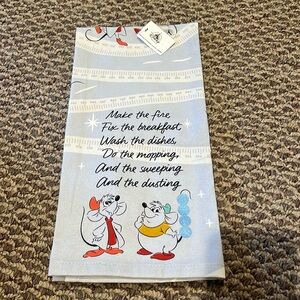 Make the fire,
Fix the breakfast,
Wash the dishes,
Do the mopping,
And the sweeping
And the dusting